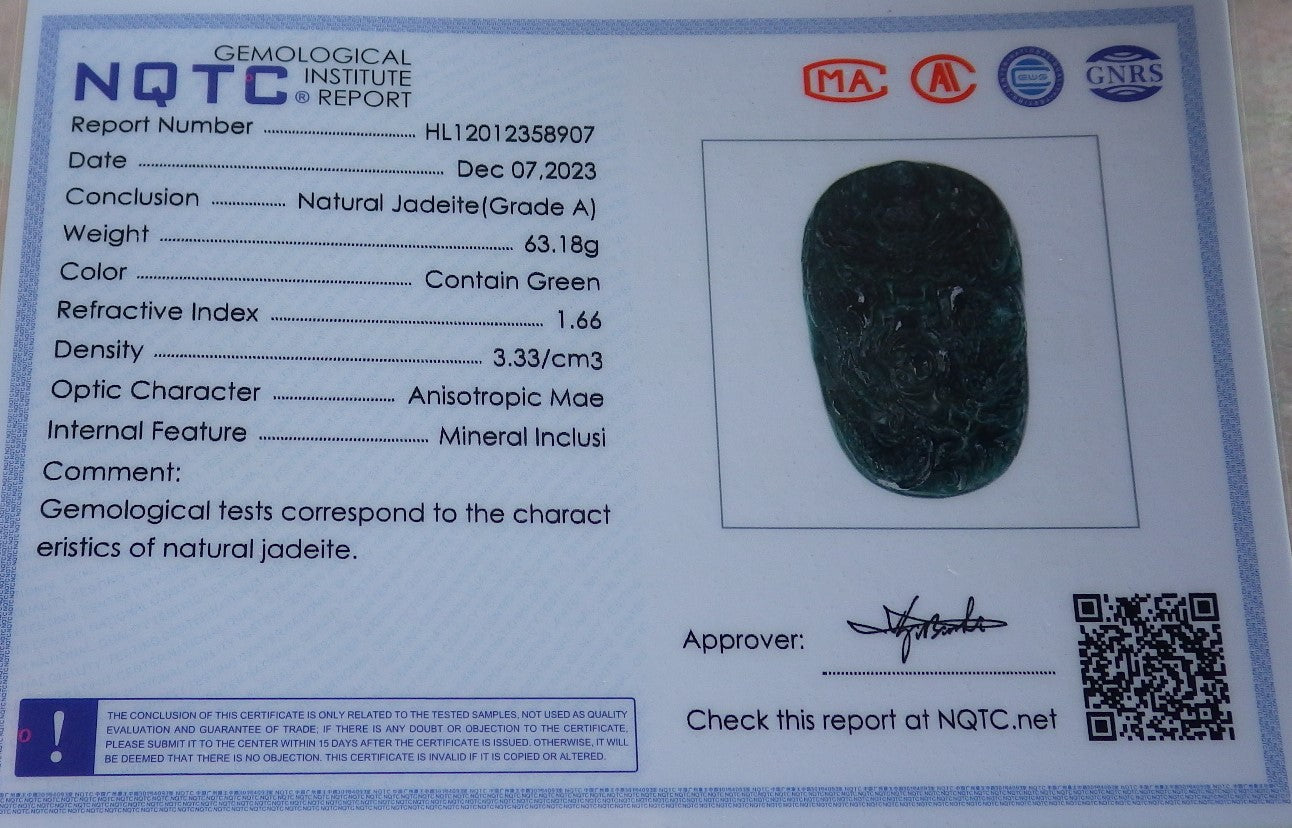 NQTC® GEMOLOGICAL INSTITUTE REPORT
MA
GNRS
Report Number HL12012358907
Date Dec 07,2023
Conclusion Natural Jadeite(Grade A)
Weight 63.18g
Color Contain Green
Refractive Index 1.66
Density 3.33/cm3
Optic Character Anisotropic Mae
Internal Feature Mineral Inclusi
Comment:
Gemological tests correspond to the charact
eristics of natural jadeite.
Approver:
Check this report at NQTC.net
! THE CONCLUSION OF THIS CERTIFICATE IS ONLY RELATED TO THE TESTED SAMPLES, NOT USED AS QUALITY
EVALUATION AND GUARANTEE OF TRADE; IF THERE IS ANY DOUBT OR OBJECTION TO THE CERTIFICATE,
PLEASE SUBMIT IT TO THE CENTER WITHIN 15 DAYS AFTER THE CERTIFICATE IS ISSUED. OTHERWISE, IT WILL
BE DEEMED THAT THERE IS NO OBJECTION. THIS CERTIFICATE IS INVALID IF IT IS COPIED OR ALTERED.